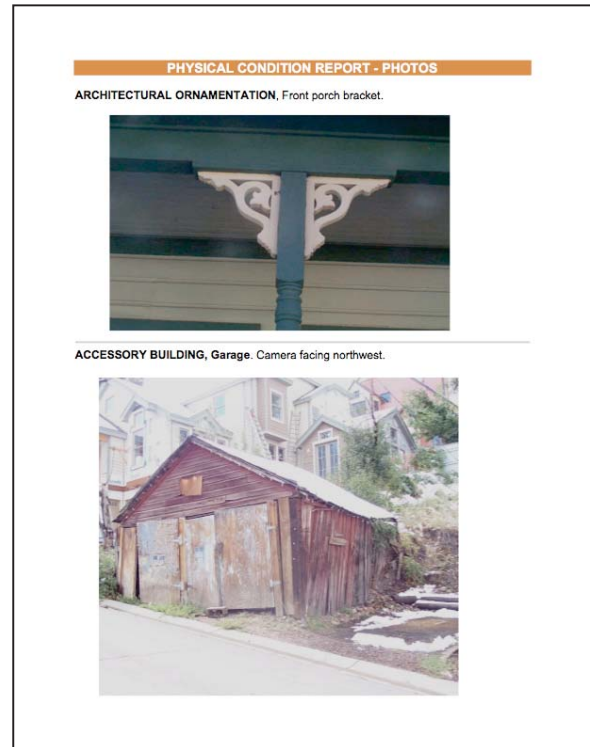 PHYSICAL CONDITION REPORT - PHOTOS
ARCHITECTURAL ORNAMENTATION, Front porch bracket.
ACCESSORY BUILDING, Garage. Camera facing northwest.